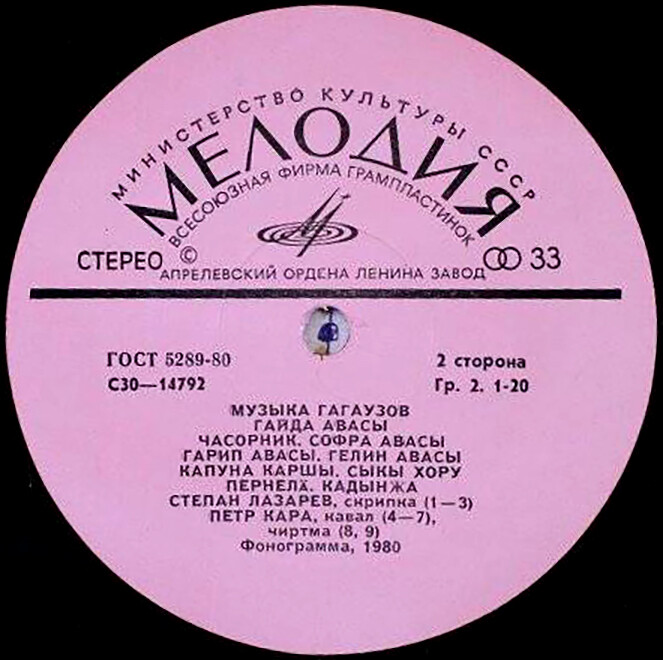 МИНИСТЕРСТВО КУЛЬТУРЫ СССР
МЕЛОДИЯ
ВСЕСОЮЗНАЯ ФИРМА ГРАМПЛАСТИНОК
СТЕРЕО © 33
АПРЕЛЕВСКИЙ ОРДЕНА ЛЕНИНА ЗАВОД
ГОСТ 5289-80 2 сторона
С30—14792 Гр. 2. 1-20
МУЗЫКА ГАГАУЗОВ
ГАЙДА АВАСЫ
ЧАСОРНИК. СОФРА АВАСЫ
ГАРИП АВАСЫ. ГЕЛИН АВАСЫ
КАПУНА КАРШЫ. СЫКЫ ХОРУ
ПЕРНЕЛӒ. КАДЫНЖА
СТЕПАН ЛАЗАРЕВ, скрипка (1—3)
ПЕТР КАРА, кавал (4—7),
чиртма (8, 9)
Фонограмма, 1980